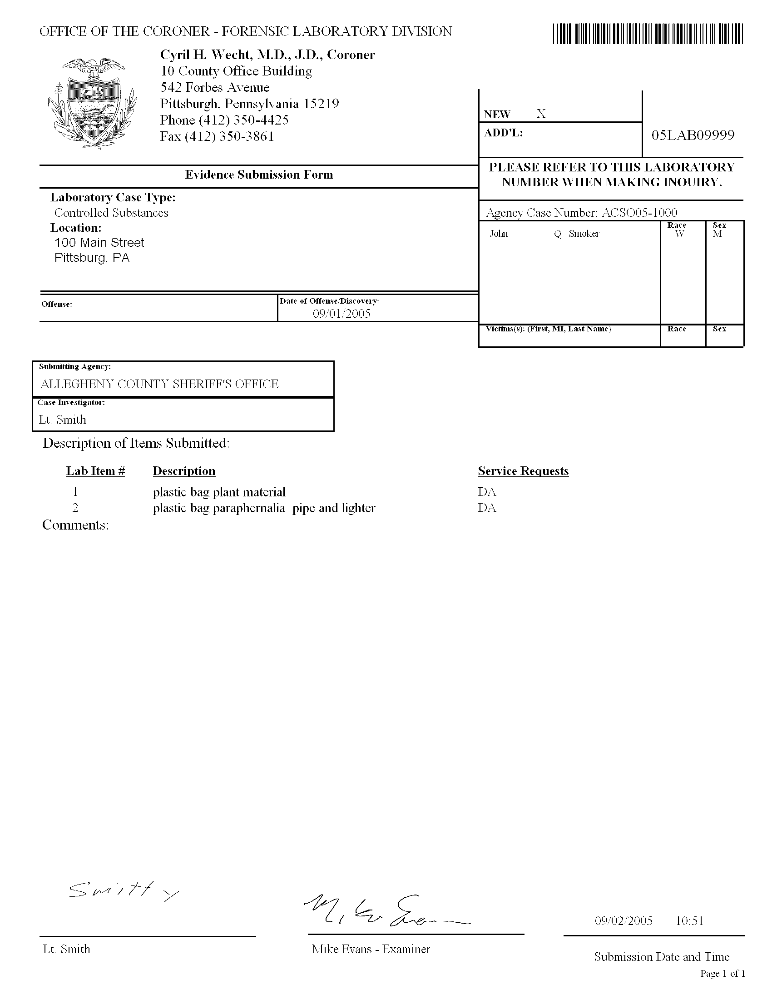 OFFICE OF THE CORONER - FORENSIC LABORATORY DIVISION
Cyril H. Wecht, M.D., J.D., Coroner
10 County Office Building
542 Forbes Avenue
Pittsburgh, Pennsylvania 15219
Phone (412) 350-4425
Fax (412) 350-3861
NEW X
ADD'L:
05LAB09999
PLEASE REFER TO THIS LABORATORY
NUMBER WHEN MAKING INQUIRY.
Evidence Submission Form
Laboratory Case Type:
Controlled Substances
Location:
100 Main Street
Pittsburg, PA
Agency Case Number: ACSO05-1000
Race Sex
John Q Smoker W M
Offense:
Date of Offense/Discovery:
09/01/2005
Victims(s): (First, MI, Last Name) Race Sex
Submitting Agency:
ALLEGHENY COUNTY SHERIFF'S OFFICE
Case Investigator:
Lt. Smith
Description of Items Submitted:
Lab Item # Description Service Requests
1 plastic bag plant material DA
2 plastic bag paraphernalia pipe and lighter DA
Comments:
Smitty
Mike Evans
09/02/2005 10:51
Lt. Smith
Mike Evans - Examiner
Submission Date and Time
Page 1 of 1